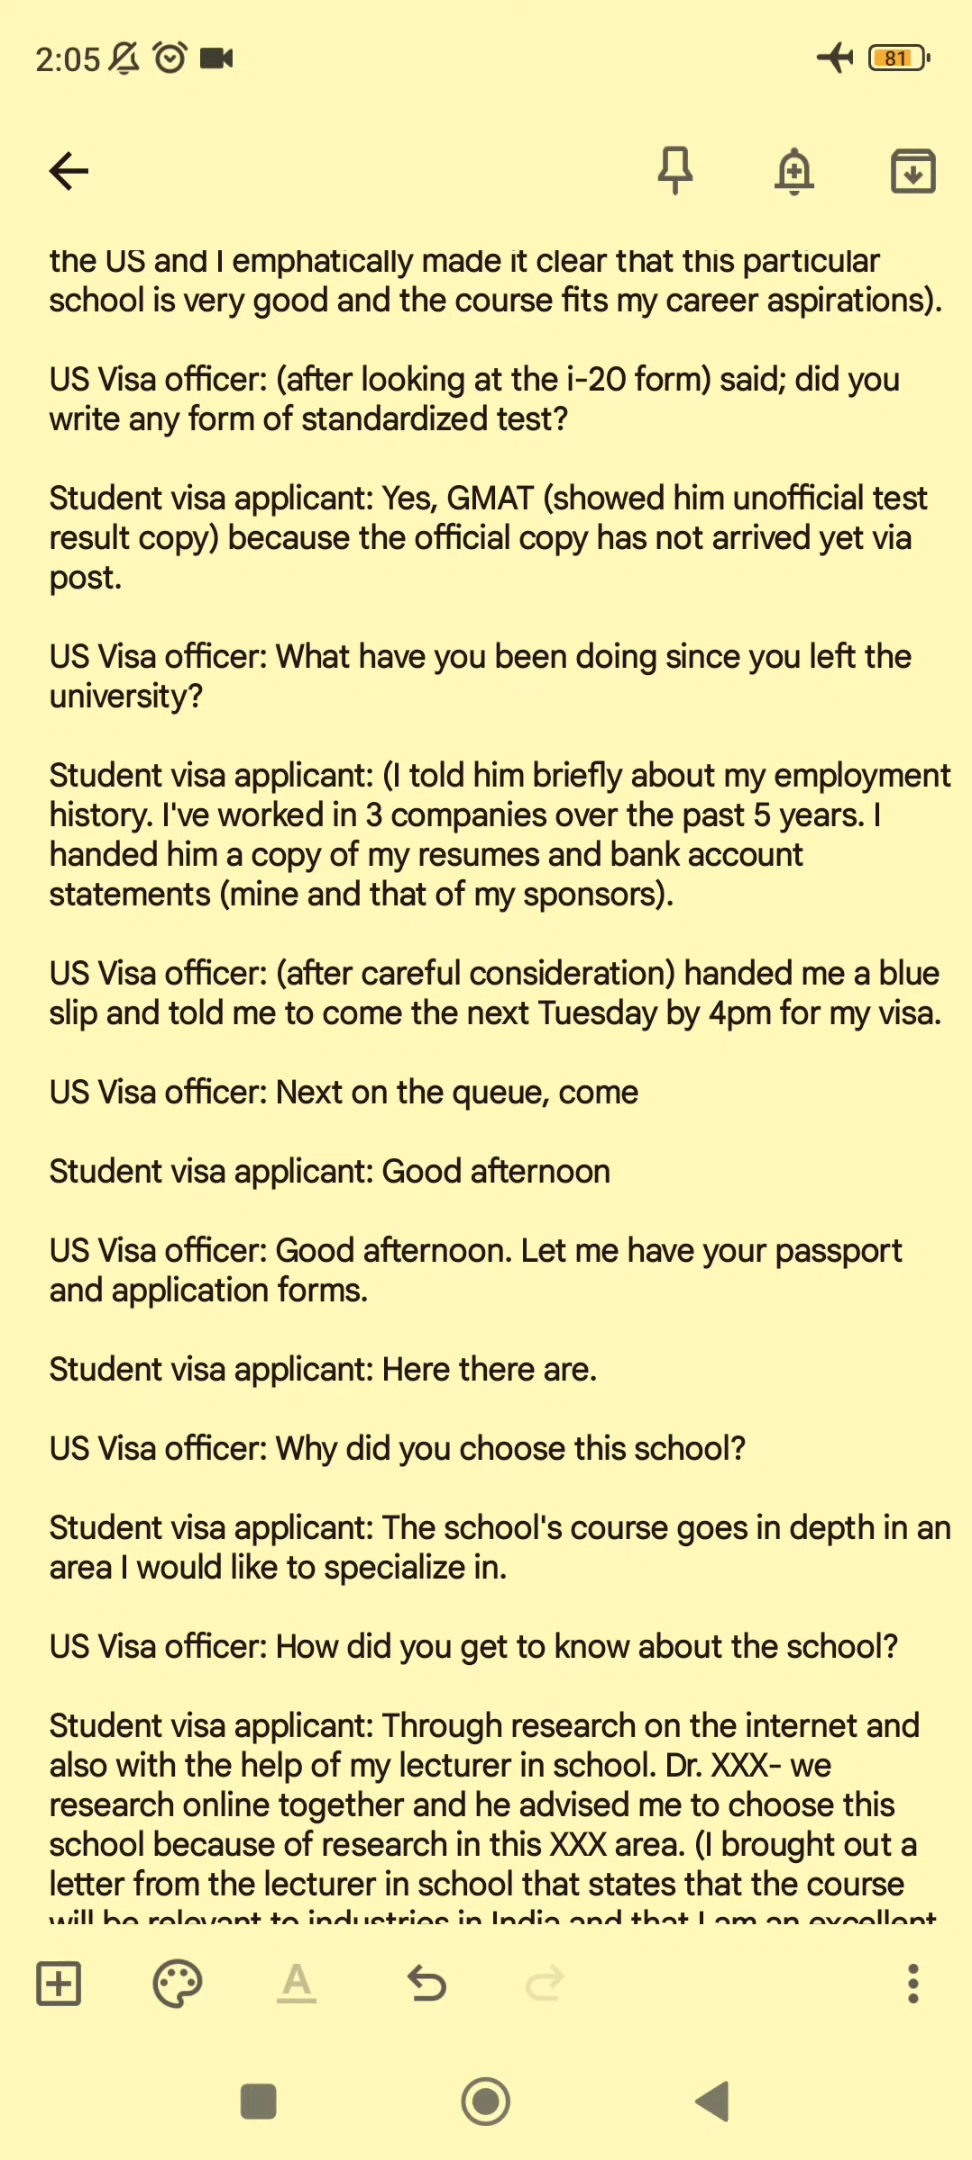 2:05
81
the US and I emphatically made it clear that this particular
school is very good and the course fits my career aspirations).
US Visa officer: (after looking at the i-20 form) said; did you
write any form of standardized test?
Student visa applicant: Yes, GMAT (showed him unofficial test
result copy) because the official copy has not arrived yet via
post.
US Visa officer: What have you been doing since you left the
university?
Student visa applicant: (I told him briefly about my employment
history. I've worked in 3 companies over the past 5 years. I
handed him a copy of my resumes and bank account
statements (mine and that of my sponsors).
US Visa officer: (after careful consideration) handed me a blue
slip and told me to come the next Tuesday by 4pm for my visa.
US Visa officer: Next on the queue, come
Student visa applicant: Good afternoon
US Visa officer: Good afternoon. Let me have your passport
and application forms.
Student visa applicant: Here there are.
US Visa officer: Why did you choose this school?
Student visa applicant: The school's course goes in depth in an
area I would like to specialize in.
US Visa officer: How did you get to know about the school?
Student visa applicant: Through research on the internet and
also with the help of my lecturer in school. Dr. XXX- we
research online together and he advised me to choose this
school because of research in this XXX area. (I brought out a
letter from the lecturer in school that states that the course
will be relevant to industries in India and that I am an excellent
A